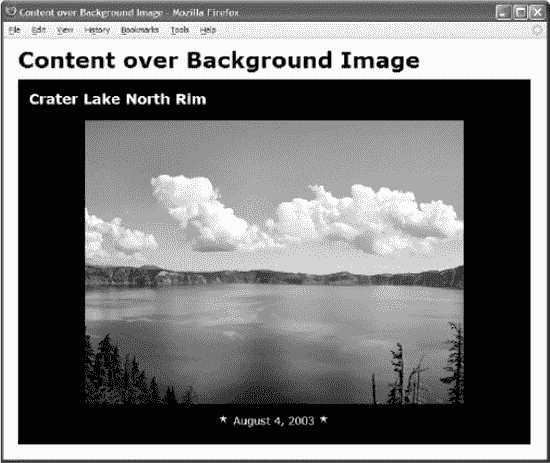 Content over Background Image - Mozilla Firefox
File Edit View History Bookmarks Tools Help
Content over Background Image
Crater Lake North Rim
★ August 4, 2003 ★